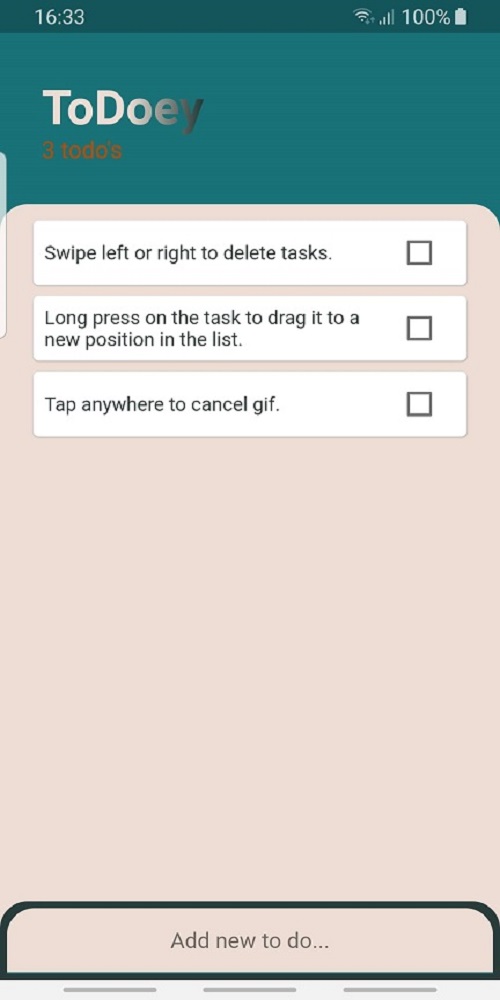 16:33 100%
ToDoey
3 todo's
Swipe left or right to delete tasks.
Long press on the task to drag it to a
new position in the list.
Tap anywhere to cancel gif.
Add new to do...